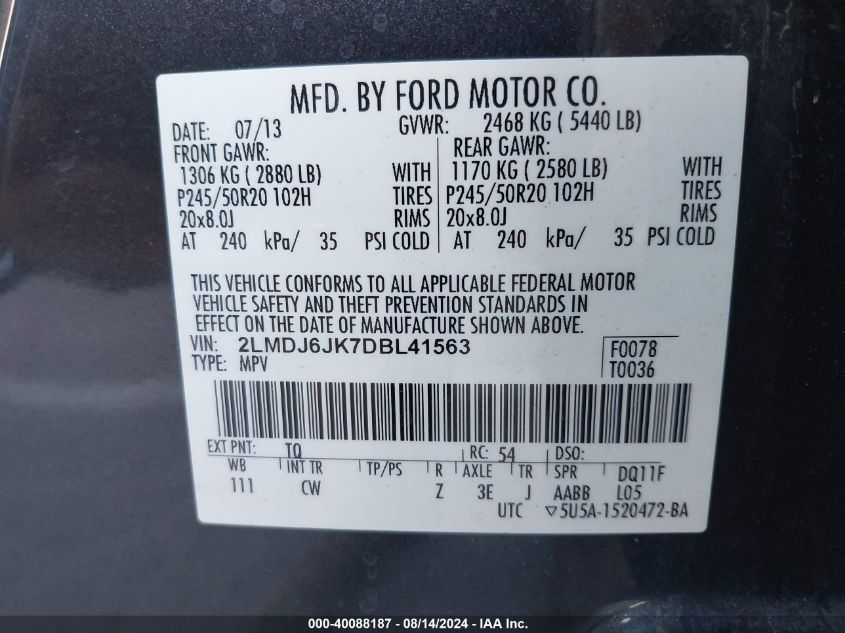 MFD. BY FORD MOTOR CO.
DATE: 07/13 GVWR: 2468 KG ( 5440 LB)
FRONT GAWR: REAR GAWR:
1306 KG ( 2880 LB) WITH 1170 KG ( 2580 LB) WITH
P245/50R20 102H TIRES P245/50R20 102H TIRES
20x8.0J RIMS 20x8.0J RIMS
AT 240 kPa/ 35 PSI COLD AT 240 kPa/ 35 PSI COLD
THIS VEHICLE CONFORMS TO ALL APPLICABLE FEDERAL MOTOR
VEHICLE SAFETY AND THEFT PREVENTION STANDARDS IN
EFFECT ON THE DATE OF MANUFACTURE SHOWN ABOVE.
VIN: 2LMDJ6JK7DBL41563 F0078
TYPE: MPV T0036
EXT PNT: TQ RC: 54 DSO:
WB INT TR TP/PS R AXLE TR SPR DQ11F
111 CW Z 3E J AABB L05
UTC ▽5U5A-1520472-BA
000-40088187 - 08/14/2024 - IAA Inc.